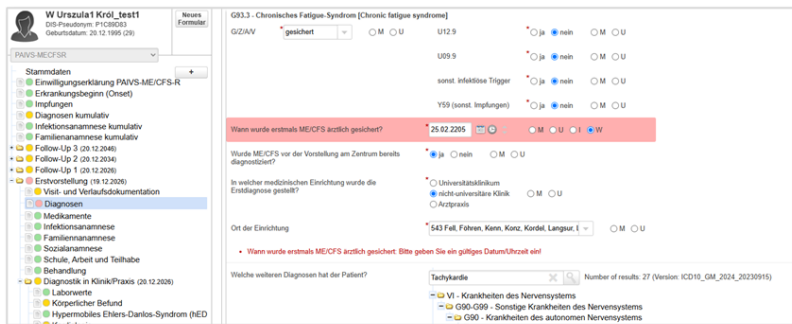 W Urszula1 Król_test1
DIS-Pseudonym: P1C89D83
Geburtsdatum: 20.12.1995 (29)
Neues
Formular
PAIVS-MECFSR
Stammdaten
+
Einwilligungserklärung PAIVS-ME/CFS-R
Erkrankungsbeginn (Onset)
Impfungen
Diagnosen kumulativ
Infektionsanamnese kumulativ
Familienanamnese kumulativ
Follow-Up 3 (20.12.2046)
Follow-Up 2 (20.12.2034)
Follow-Up 1 (20.12.2026)
Erstvorstellung (19.12.2026)
Visit- und Verlaufsdokumentation
Diagnosen
Medikamente
Infektionsanamnese
Familiennanamnese
Sozialanamnese
Schule, Arbeit und Teilhabe
Behandlung
Diagnostik in Klinik/Praxis (20.12.2026)
Laborwerte
Körperlicher Befund
Hypermobiles Ehlers-Danlos-Syndrom (hED
G93.3 - Chronisches Fatigue-Syndrom [Chronic fatigue syndrome]
G/Z/A/V * gesichert M U
U12.9 * ja nein M U
U09.9 * ja nein M U
sonst. infektiöse Trigger * ja nein M U
Y59 (sonst. Impfungen) * ja nein M U
Wann wurde erstmals ME/CFS ärztlich gesichert? * 25.02.2205 M U I W
Wurde ME/CFS vor der Vorstellung am Zentrum bereits * ja nein M U
diagnostiziert?
In welcher medizinischen Einrichtung wurde die
Erstdiagnose gestellt?
* Universitätsklinikum
nicht-universitäre Klinik M U
Arztpraxis
Ort der Einrichtung * 543 Fell, Föhren, Kenn, Konz, Kordel, Langsur, M U
• Wann wurde erstmals ME/CFS ärztlich gesichert: Bitte geben Sie ein gültiges Datum/Uhrzeit ein!
Welche weiteren Diagnosen hat der Patient? Tachykardie Number of results: 27 (Version: ICD10_GM_2024_20230915)
VI - Krankheiten des Nervensystems
G90-G99 - Sonstige Krankheiten des Nervensystems
G90 - Krankheiten des autonomen Nervensystems